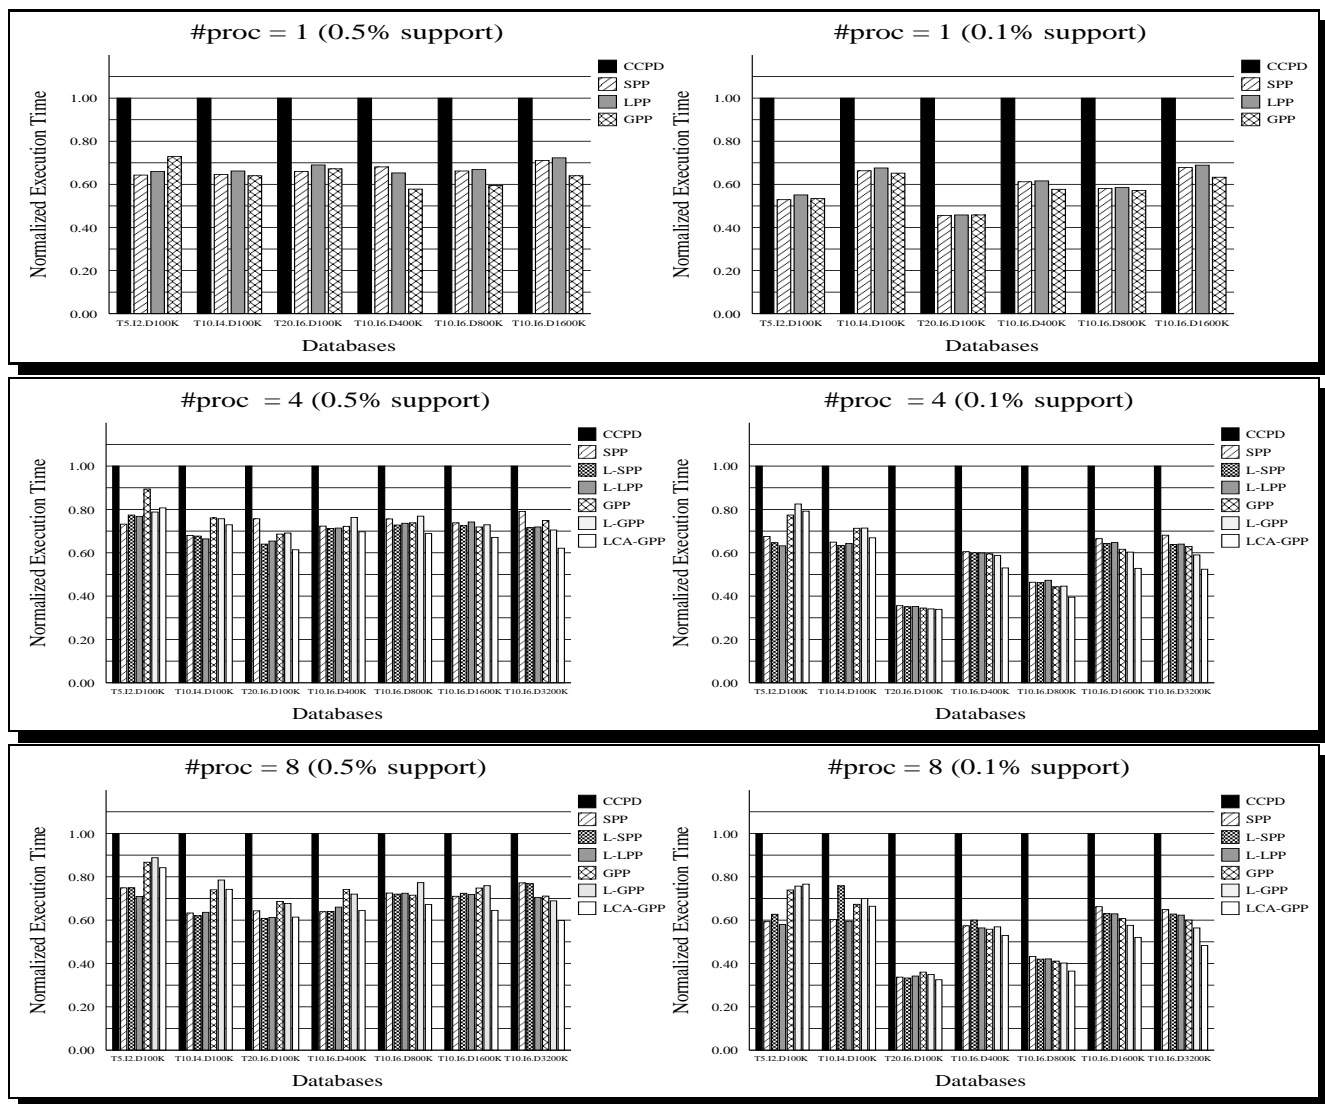 #proc = 1 (0.5% support)
Normalized Execution Time
1.00
0.80
0.60
0.40
0.20
0.00
T5.I2.D100K T10.I4.D100K T20.I6.D100K T10.I6.D400K T10.I6.D800K T10.I6.D1600K
Databases
CCPD
SPP
LPP
GPP
#proc = 1 (0.1% support)
Normalized Execution Time
1.00
0.80
0.60
0.40
0.20
0.00
T5.I2.D100K T10.I4.D100K T20.I6.D100K T10.I6.D400K T10.I6.D800K T10.I6.D1600K
Databases
CCPD
SPP
LPP
GPP
#proc = 4 (0.5% support)
Normalized Execution Time
1.00
0.80
0.60
0.40
0.20
0.00
T5.I2.D100K T10.I4.D100K T20.I6.D100K T10.I6.D400K T10.I6.D800K T10.I6.D1600K T10.I6.D3200K
Databases
CCPD
SPP
L-SPP
L-LPP
GPP
L-GPP
LCA-GPP
#proc = 4 (0.1% support)
Normalized Execution Time
1.00
0.80
0.60
0.40
0.20
0.00
T5.I2.D100K T10.I4.D100K T20.I6.D100K T10.I6.D400K T10.I6.D800K T10.I6.D1600K T10.I6.D3200K
Databases
CCPD
SPP
L-SPP
L-LPP
GPP
L-GPP
LCA-GPP
#proc = 8 (0.5% support)
Normalized Execution Time
1.00
0.80
0.60
0.40
0.20
0.00
T5.I2.D100K T10.I4.D100K T20.I6.D100K T10.I6.D400K T10.I6.D800K T10.I6.D1600K T10.I6.D3200K
Databases
CCPD
SPP
L-SPP
L-LPP
GPP
L-GPP
LCA-GPP
#proc = 8 (0.1% support)
Normalized Execution Time
1.00
0.80
0.60
0.40
0.20
0.00
T5.I2.D100K T10.I4.D100K T20.I6.D100K T10.I6.D400K T10.I6.D800K T10.I6.D1600K T10.I6.D3200K
Databases
CCPD
SPP
L-SPP
L-LPP
GPP
L-GPP
LCA-GPP